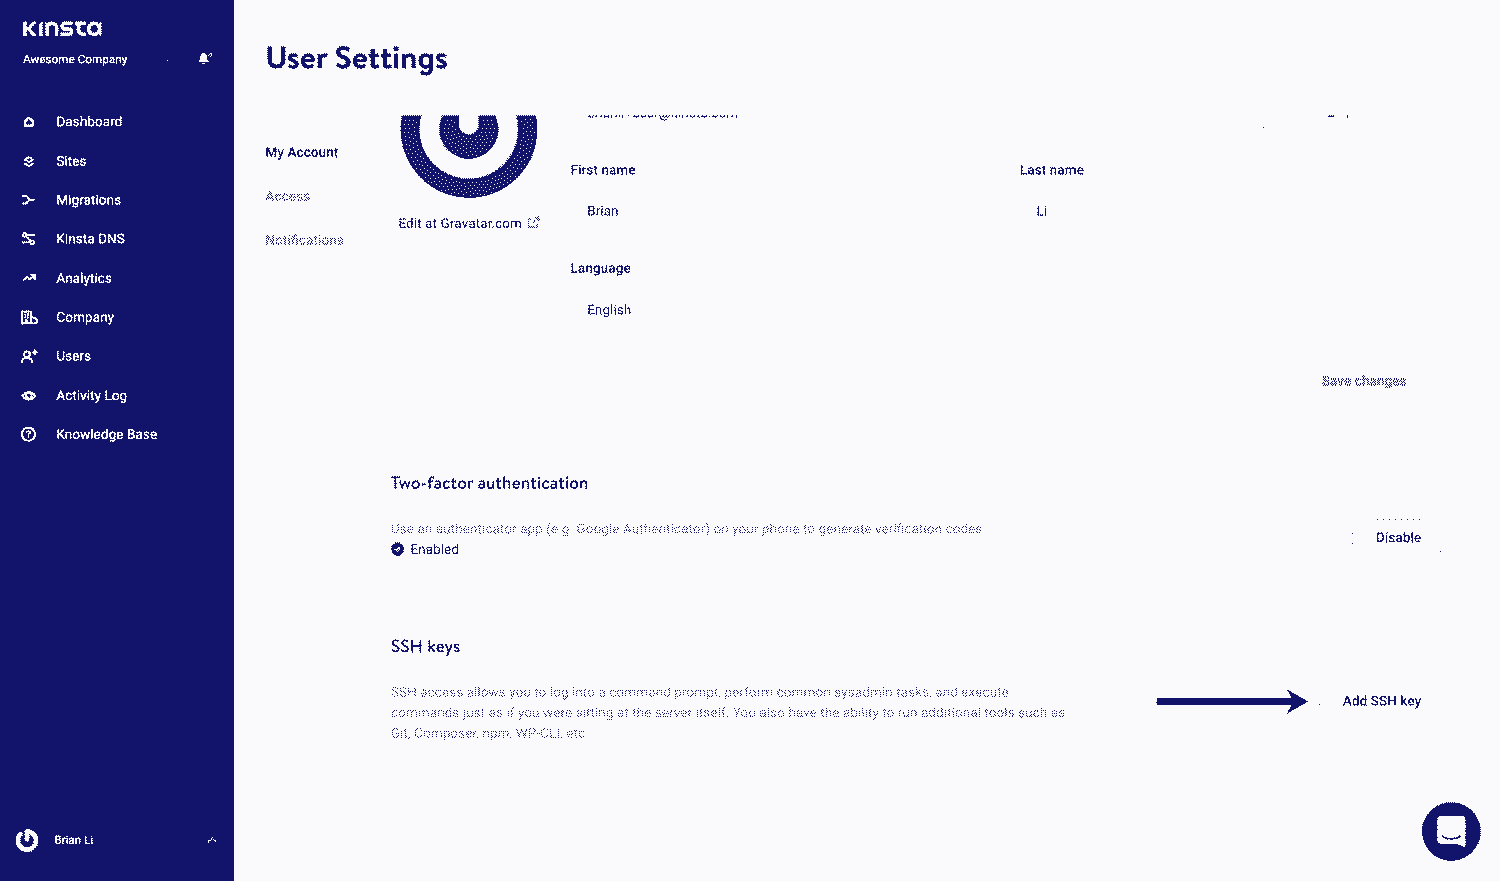 KINSTA
Awesome Company
Dashboard
Sites
Migrations
Kinsta DNS
Analytics
Company
Users
Activity Log
Knowledge Base
Brian Li
User Settings
My Account
Access
Notifications
Edit at Gravatar.com
First name
Last name
Brian
Li
Language
English
Save changes
Two-factor authentication
Use an authenticator app (e.g. Google Authenticator) on your phone to generate verification codes
Enabled
Disable
SSH keys
SSH access allows you to log into a command prompt, perform common sysadmin tasks, and execute
commands just as if you were sitting at the server itself. You also have the ability to run additional tools such as
Git, Composer, npm, WP-CLI, etc
Add SSH key